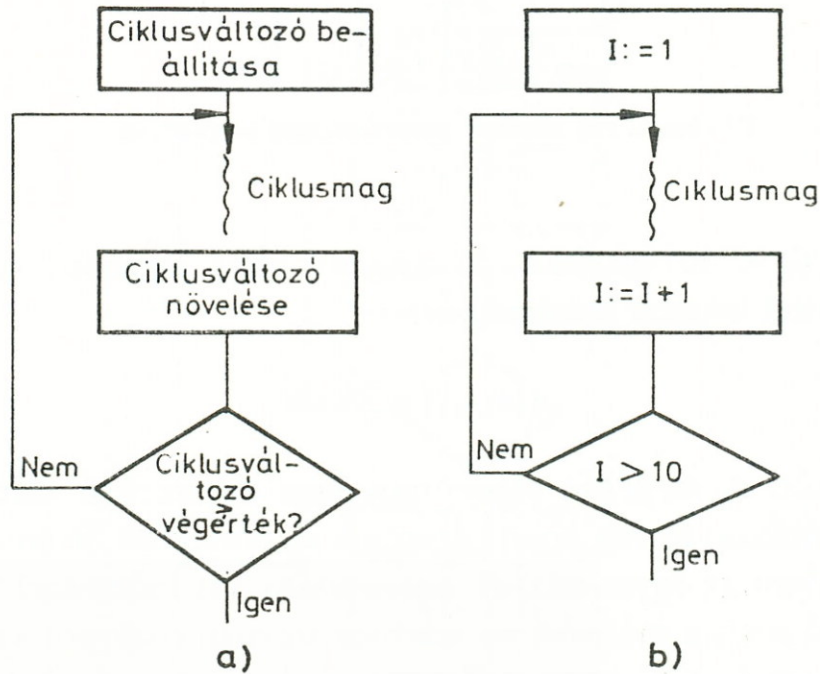 Ciklusváltozó be-
állítása
Ciklusmag
Ciklusváltozó
növelése
Nem
Ciklusvál-
tozó
>
végérték?
Igen
a)
I:=1
Ciklusmag
I:=I+1
Nem
I > 10
Igen
b)